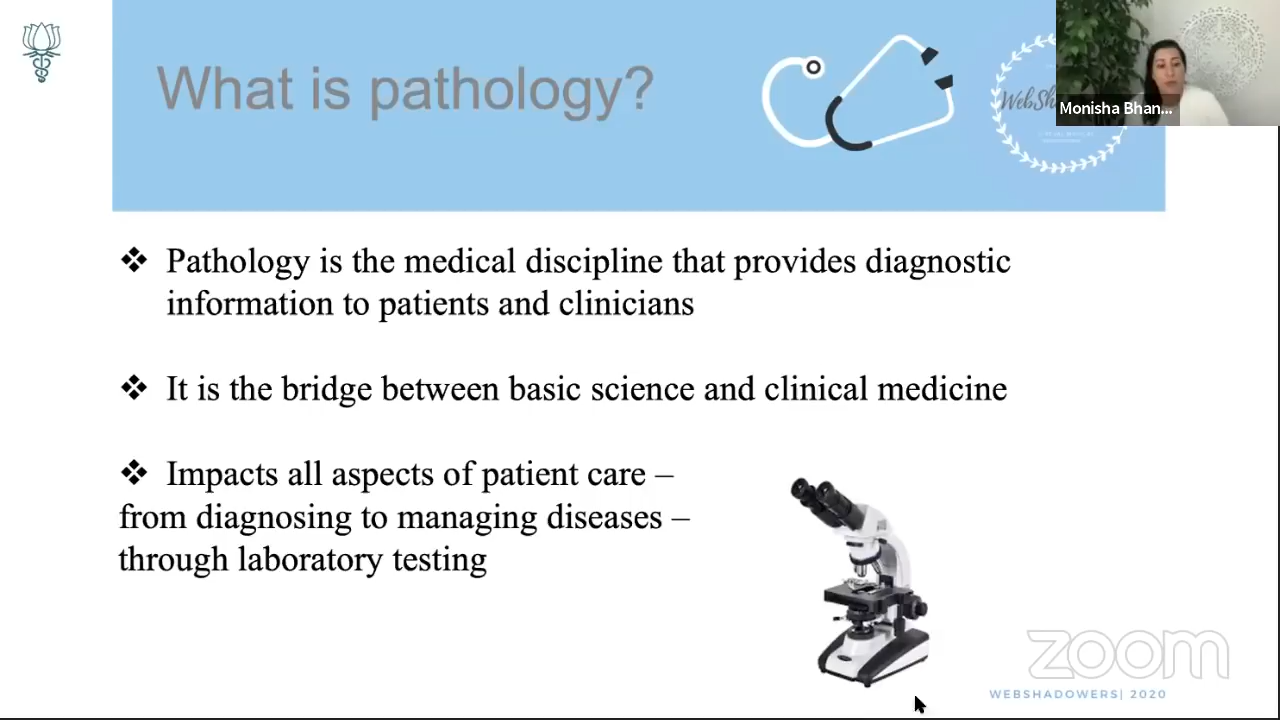 What is pathology?
Monisha Bhan...
❖ Pathology is the medical discipline that provides diagnostic
information to patients and clinicians
❖ It is the bridge between basic science and clinical medicine
❖ Impacts all aspects of patient care –
from diagnosing to managing diseases –
through laboratory testing
zoom
WEBSHADOWERS| 2020